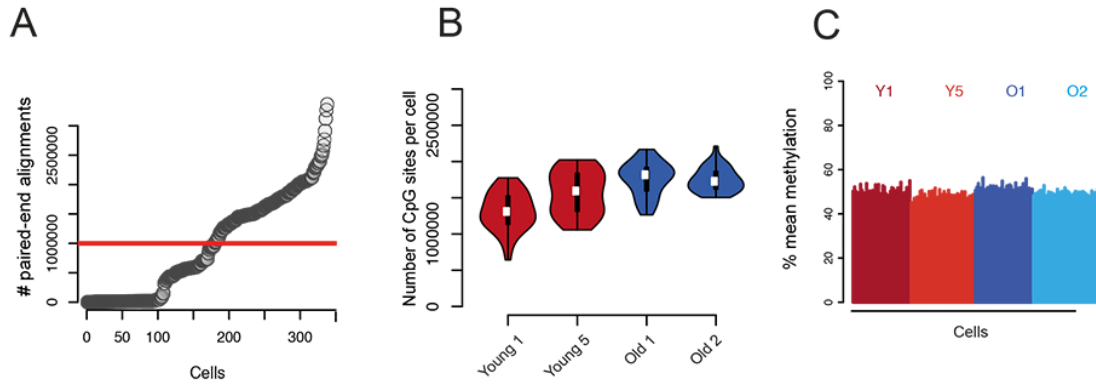 A
B
C
# paired-end alignments
0
1000000
2500000
0
50
100
200
300
Cells
Number of CpG sites per cell
0
1000000
2500000
Young 1
Young 5
Old 1
Old 2
% mean methylation
0
20
40
60
80
100
Y1
Y5
O1
O2
Cells